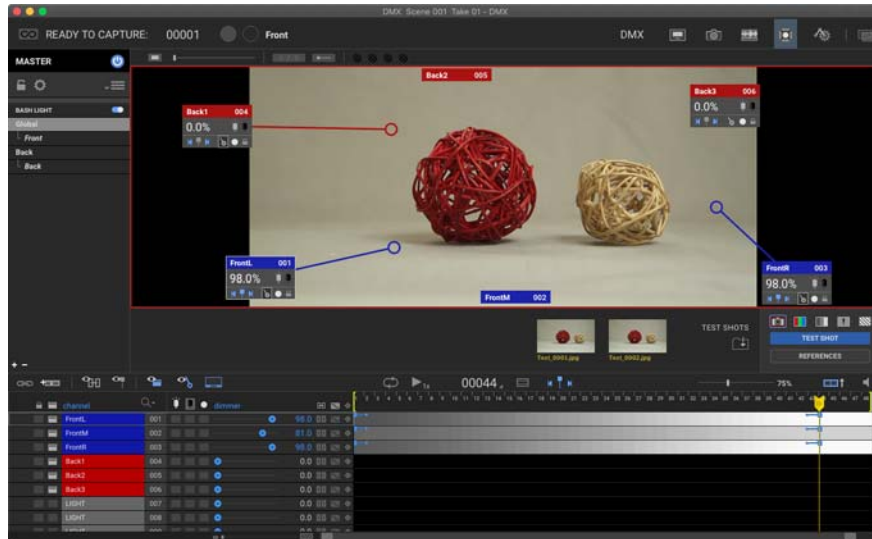 DMX Scene 001 Take 01 - DMX
READY TO CAPTURE: 00001 Front DMX
MASTER
BASH LIGHT
Global
Front
Back
Back
Back2 005
Back1 004
0.0%
Back3 006
0.0%
FrontL 001
98.0%
FrontM 002
FrontR 003
98.0%
Test_0001.jpg
Test_0002.jpg
TEST SHOTS
TEST SHOT
REFERENCES
1s 00044 75%
channel dimmer
FrontL 001 98.0
FrontM 002 81.0
FrontR 003 98.0
Back1 004 0.0
Back2 005 0.0
Back3 006 0.0
LIGHT 007 0.0
LIGHT 008 0.0